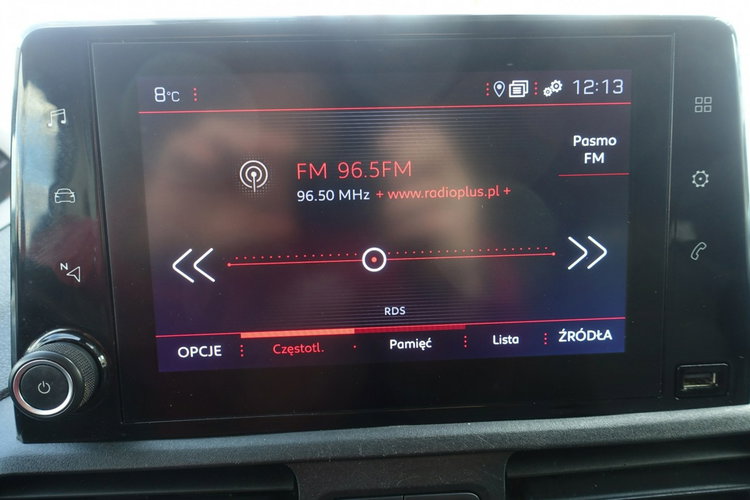 8°C 12:13
Pasmo
FM
FM 96.5FM
96.50 MHz + www.radioplus.pl +
N
RDS
OPCJE Częstotl. Pamięć Lista ŹRÓDŁA